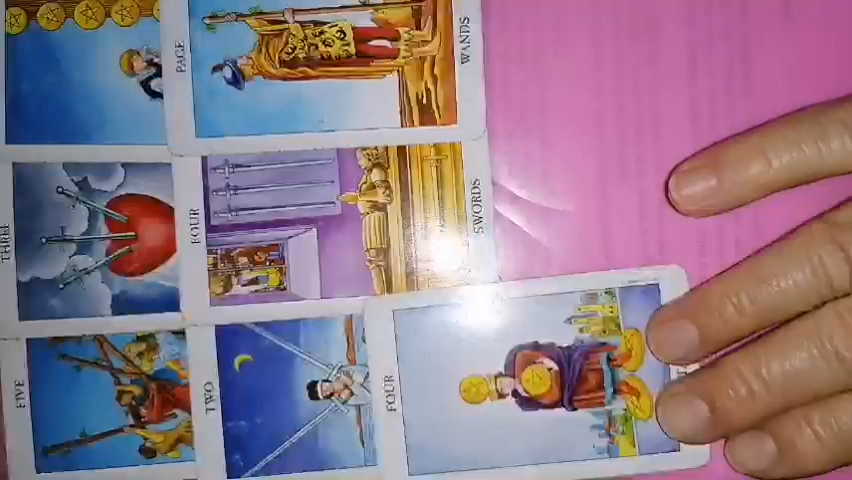 PAGE
WANDS
THREE
FOUR
SWORDS
FIVE
TWO
FOUR